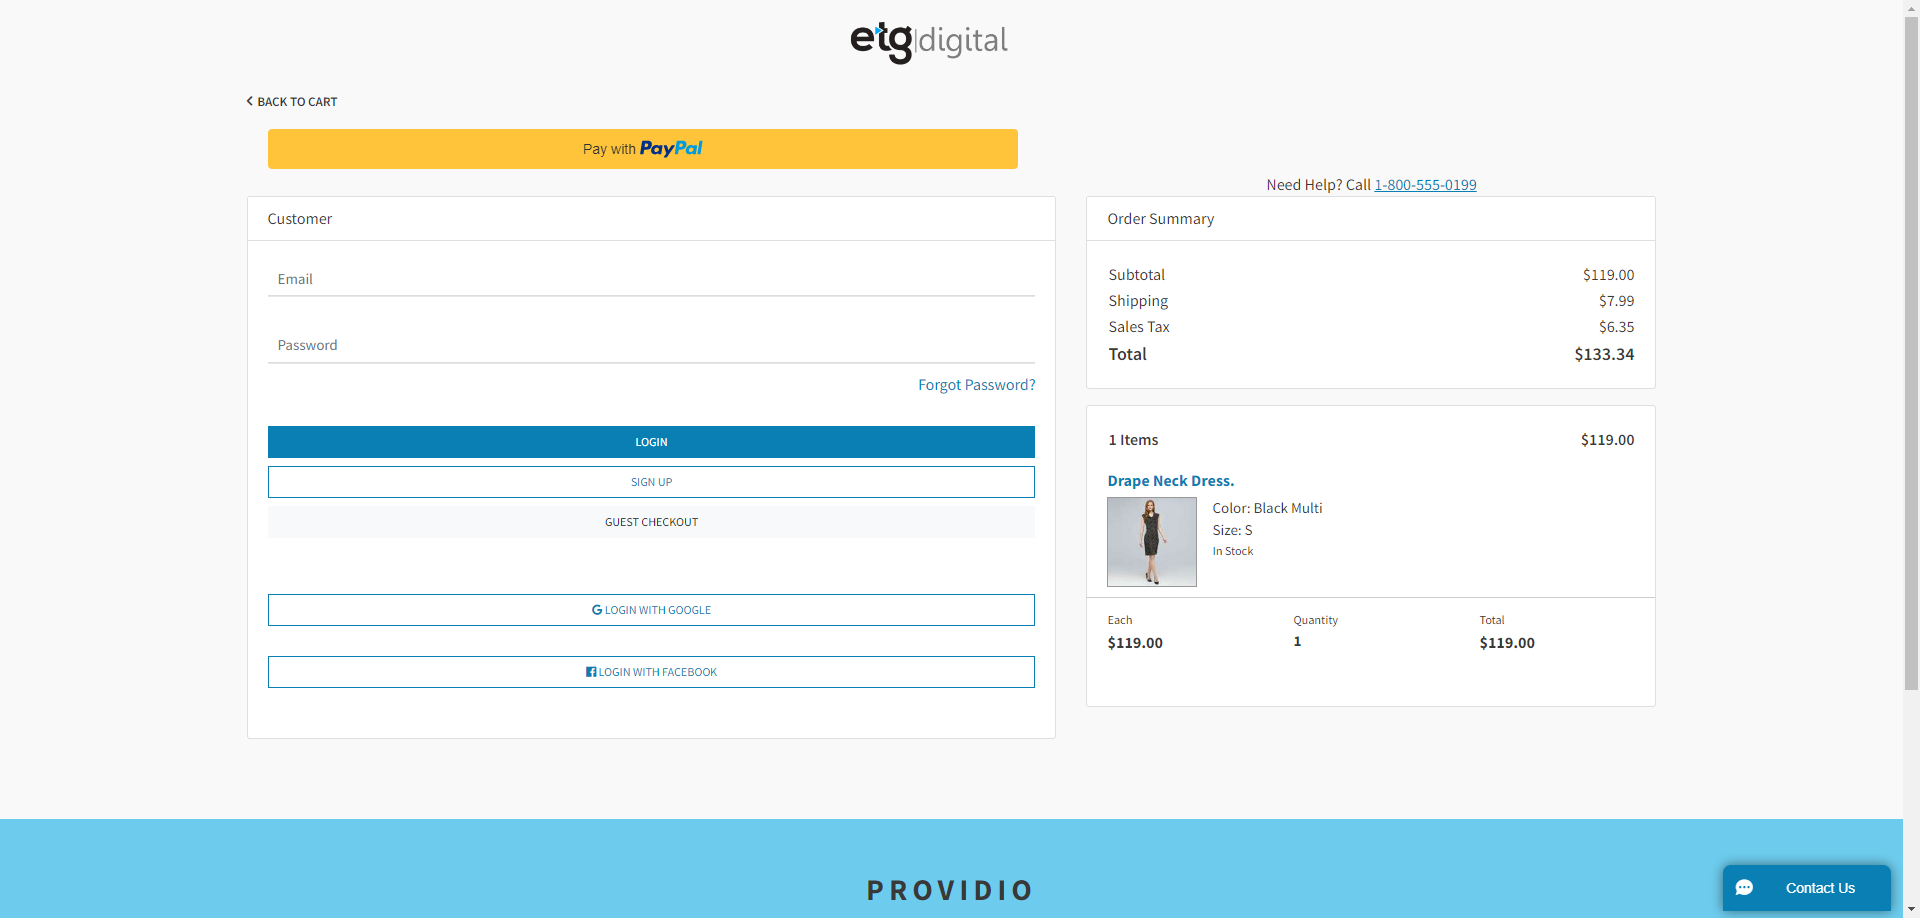 etg|digital
BACK TO CART
Pay with PayPal
Need Help? Call 1-800-555-0199
Customer
Email
Password
Forgot Password?
LOGIN
SIGN UP
GUEST CHECKOUT
LOGIN WITH GOOGLE
LOGIN WITH FACEBOOK
Order Summary
Subtotal $119.00
Shipping $7.99
Sales Tax $6.35
Total $133.34
1 Items $119.00
Drape Neck Dress.
Color: Black Multi
Size: S
In Stock
Each Quantity Total
$119.00 1 $119.00
PROVIDIO
Contact Us